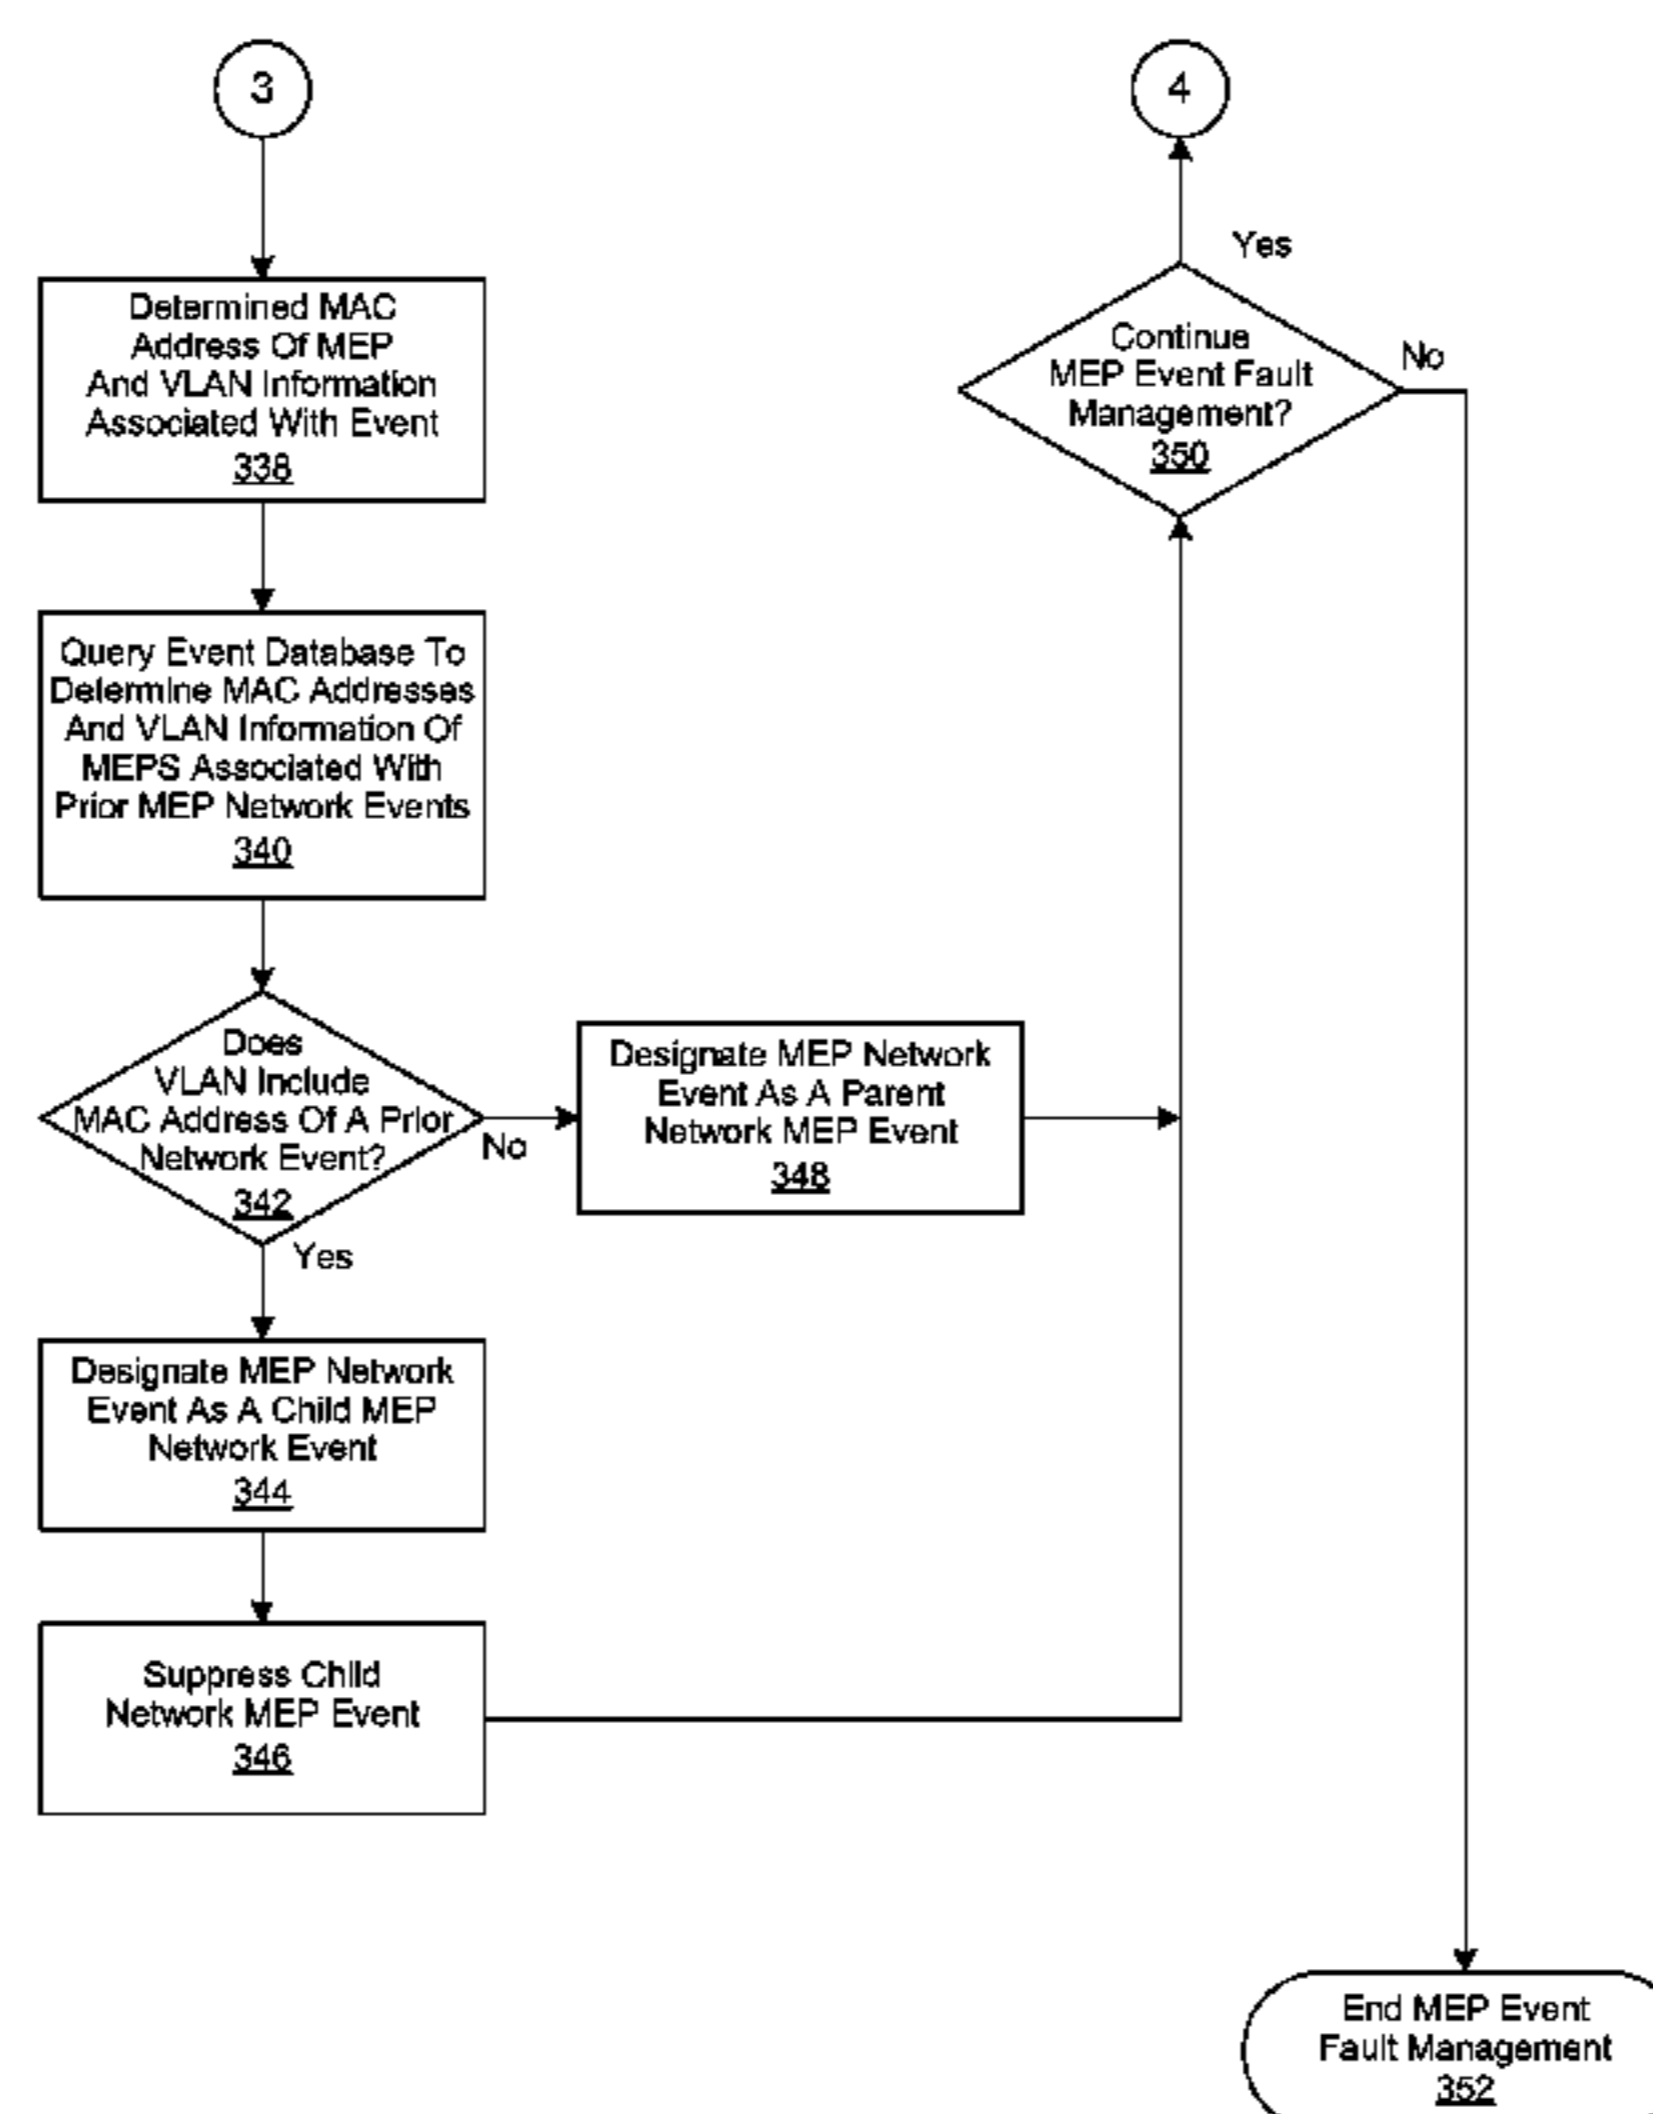 3
Determined MAC
Address Of MEP
And VLAN Information
Associated With Event
338
Query Event Database To
Determine MAC Addresses
And VLAN Information Of
MEPS Associated With
Prior MEP Network Events
340
Does
VLAN Include
MAC Address Of A Prior
Network Event?
342
No
Yes
Designate MEP Network
Event As A Child MEP
Network Event
344
Suppress Child
Network MEP Event
346
Designate MEP Network
Event As A Parent
Network MEP Event
348
4
Yes
Continue
MEP Event Fault
Management?
350
No
End MEP Event
Fault Management
352